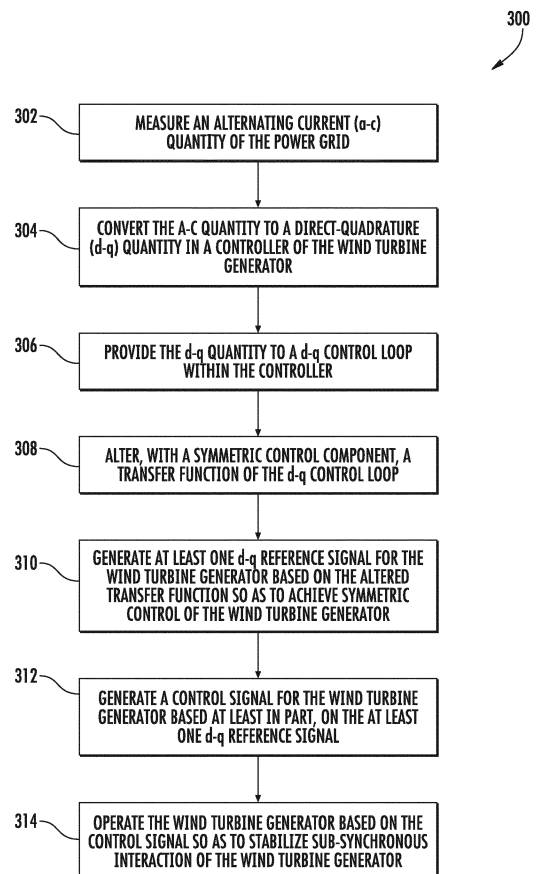 300
302
MEASURE AN ALTERNATING CURRENT (a-c)
QUANTITY OF THE POWER GRID
304
CONVERT THE A-C QUANTITY TO A DIRECT-QUADRATURE
(d-q) QUANTITY IN A CONTROLLER OF THE WIND TURBINE
GENERATOR
306
PROVIDE THE d-q QUANTITY TO A d-q CONTROL LOOP
WITHIN THE CONTROLLER
308
ALTER, WITH A SYMMETRIC CONTROL COMPONENT, A
TRANSFER FUNCTION OF THE d-q CONTROL LOOP
310
GENERATE AT LEAST ONE d-q REFERENCE SIGNAL FOR THE
WIND TURBINE GENERATOR BASED ON THE ALTERED
TRANSFER FUNCTION SO AS TO ACHIEVE SYMMETRIC
CONTROL OF THE WIND TURBINE GENERATOR
312
GENERATE A CONTROL SIGNAL FOR THE WIND TURBINE
GENERATOR BASED AT LEAST IN PART, ON THE AT LEAST
ONE d-q REFERENCE SIGNAL
314
OPERATE THE WIND TURBINE GENERATOR BASED ON THE
CONTROL SIGNAL SO AS TO STABILIZE SUB-SYNCHRONOUS
INTERACTION OF THE WIND TURBINE GENERATOR